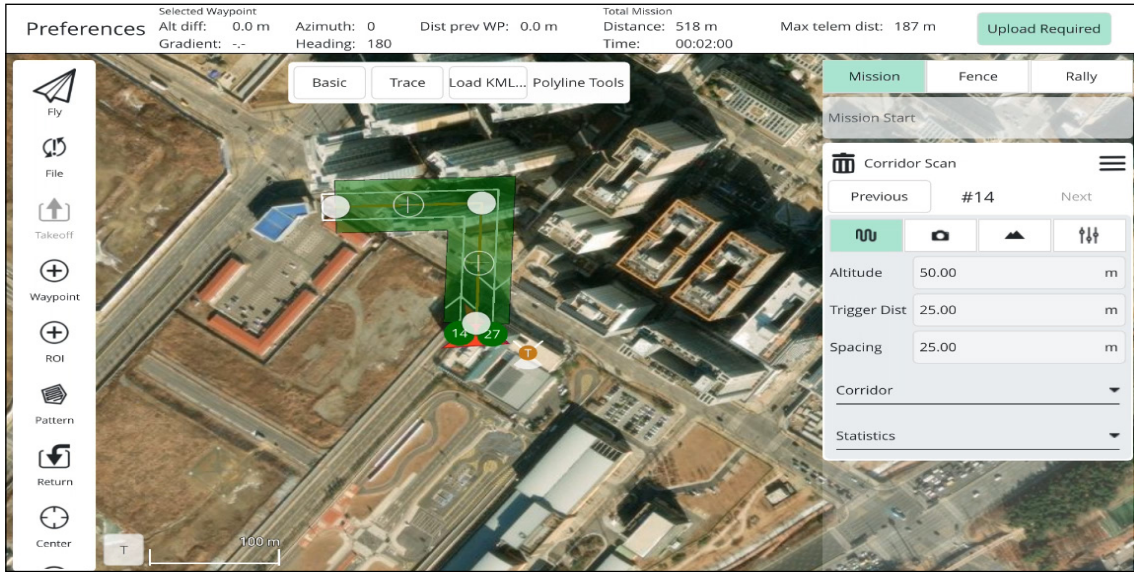 Preferences
Selected Waypoint
Alt diff: 0.0 m Azimuth: 0 Dist prev WP: 0.0 m
Gradient: -.- Heading: 180
Total Mission
Distance: 518 m Max telem dist: 187 m
Time: 00:02:00
Upload Required
Fly
File
Takeoff
Waypoint
ROI
Pattern
Return
Center
Basic Trace Load KML... Polyline Tools
Mission Fence Rally
Mission Start
Corridor Scan
Previous #14 Next
Altitude 50.00 m
Trigger Dist 25.00 m
Spacing 25.00 m
Corridor
Statistics
14 27
T
T
100 m